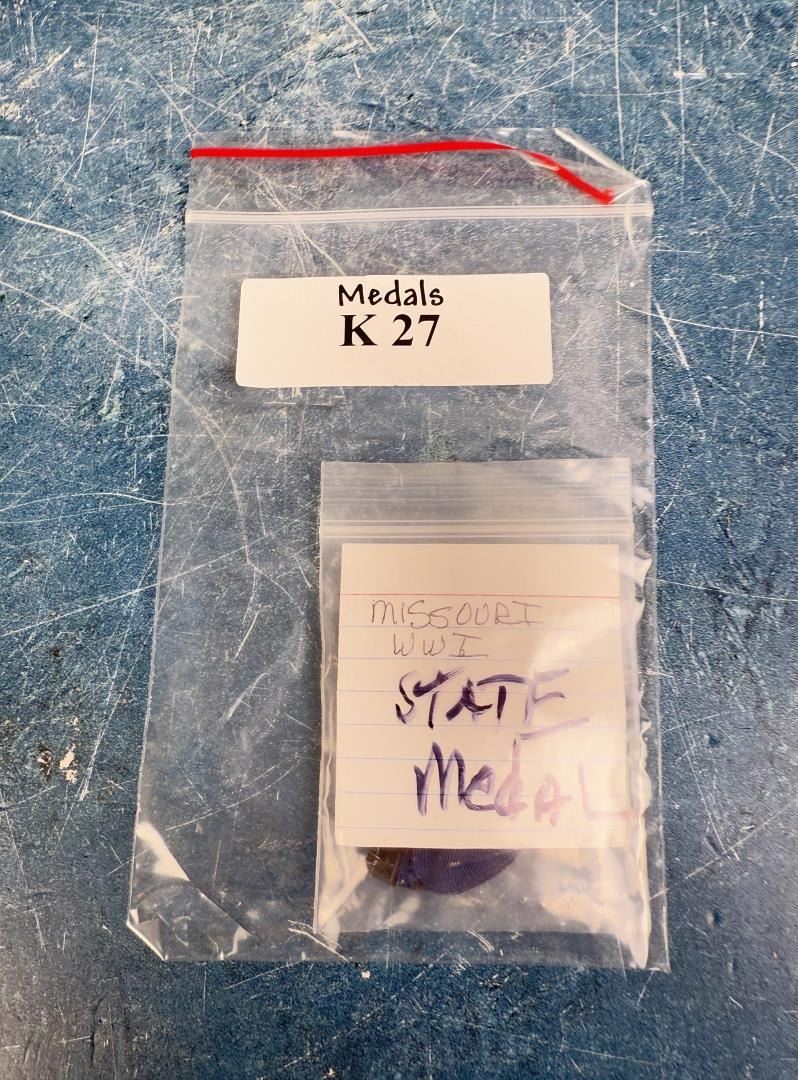 Medals
K 27
MISSOURI
WWI
STATE
MedAL